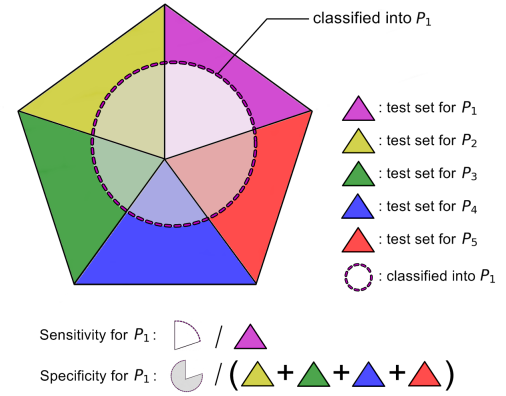 classified into P₁
: test set for P₁
: test set for P₂
: test set for P₃
: test set for P₄
: test set for P₅
: classified into P₁
Sensitivity for P₁ : /
Specificity for P₁ : / ( + + + )